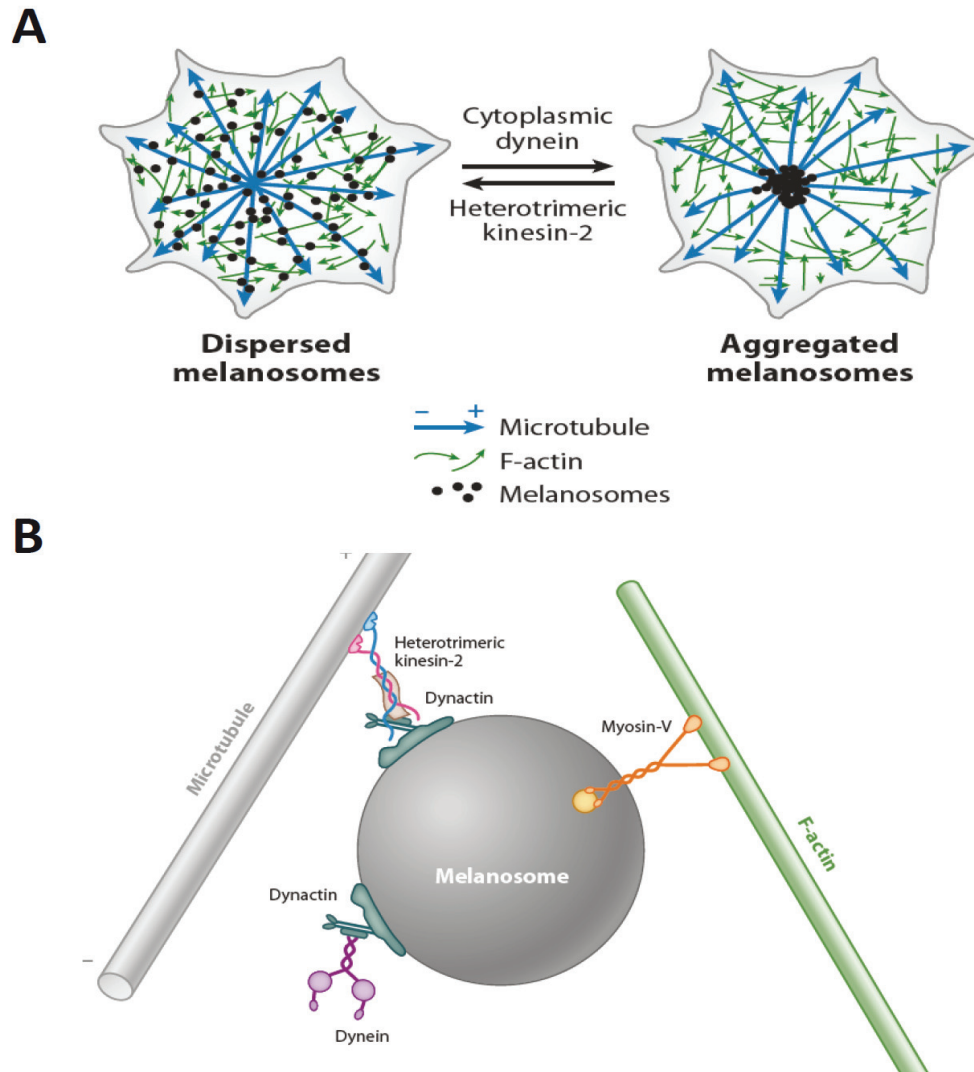 A
Cytoplasmic
dynein
Heterotrimeric
kinesin-2
Dispersed
melanosomes
Aggregated
melanosomes
− +
Microtubule
F-actin
Melanosomes
B
+
Heterotrimeric
kinesin-2
Dynactin
Microtubule
Myosin-V
F-actin
Melanosome
Dynactin
−
Dynein